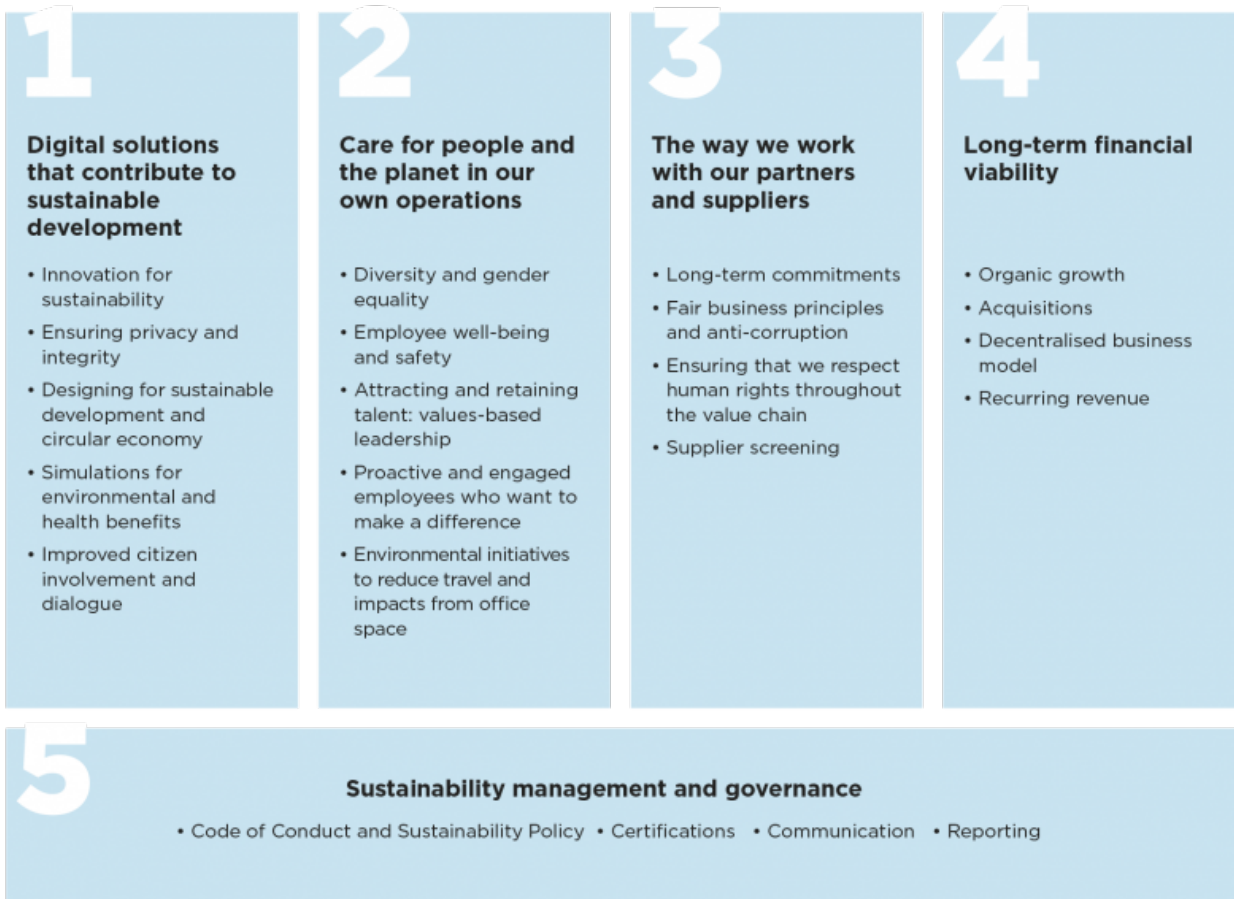 1
Digital solutions
that contribute to
sustainable
development
• Innovation for
sustainability
• Ensuring privacy and
integrity
• Designing for sustainable
development and
circular economy
• Simulations for
environmental and
health benefits
• Improved citizen
involvement and
dialogue
2
Care for people and
the planet in our
own operations
• Diversity and gender
equality
• Employee well-being
and safety
• Attracting and retaining
talent: values-based
leadership
• Proactive and engaged
employees who want to
make a difference
• Environmental initiatives
to reduce travel and
impacts from office
space
3
The way we work
with our partners
and suppliers
• Long-term commitments
• Fair business principles
and anti-corruption
• Ensuring that we respect
human rights throughout
the value chain
• Supplier screening
4
Long-term financial
viability
• Organic growth
• Acquisitions
• Decentralised business
model
• Recurring revenue
5
Sustainability management and governance
• Code of Conduct and Sustainability Policy • Certifications • Communication • Reporting